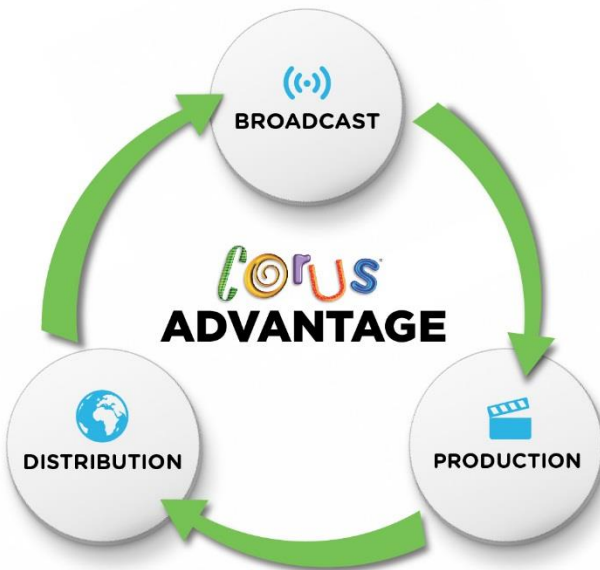 BROADCAST
corus
ADVANTAGE
DISTRIBUTION
PRODUCTION